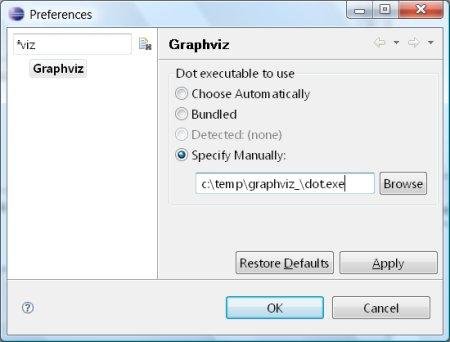 Preferences
*viz
Graphviz
Graphviz
Dot executable to use
Choose Automatically
Bundled
Detected: (none)
Specify Manually:
c:\temp\graphviz_\dot.exe
Browse
Restore Defaults
Apply
OK
Cancel